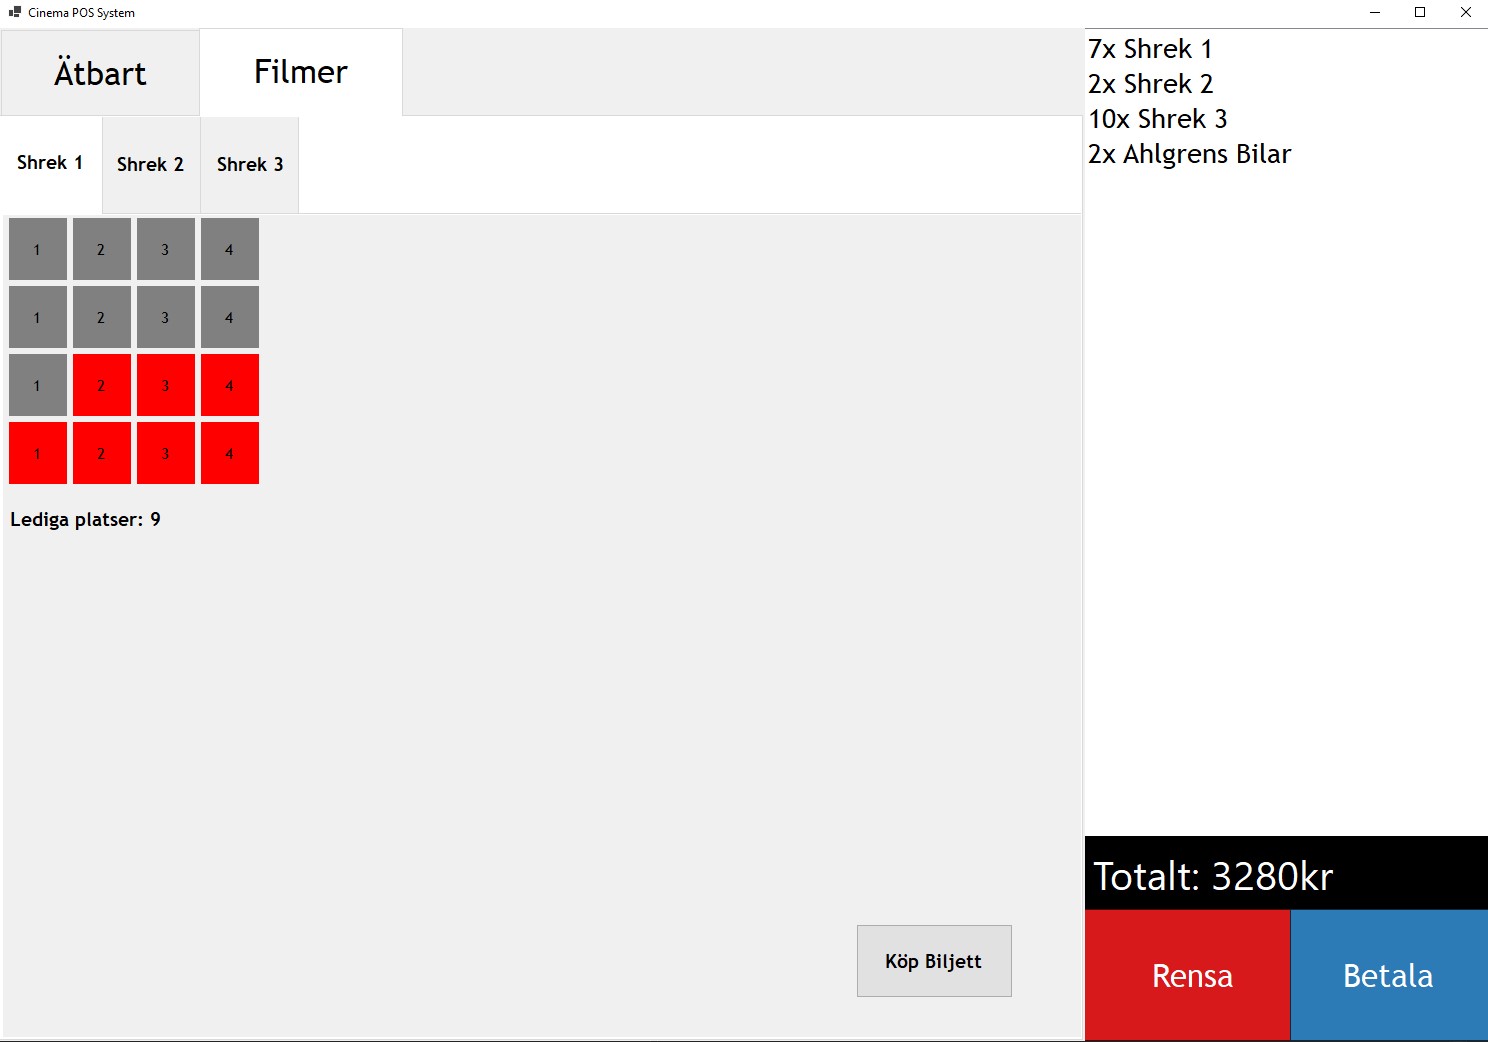 Cinema POS System
Ätbart
Filmer
Shrek 1
Shrek 2
Shrek 3
1 2 3 4
1 2 3 4
1 2 3 4
1 2 3 4
Lediga platser: 9
Köp Biljett
7x Shrek 1
2x Shrek 2
10x Shrek 3
2x Ahlgrens Bilar
Totalt: 3280kr
Rensa
Betala